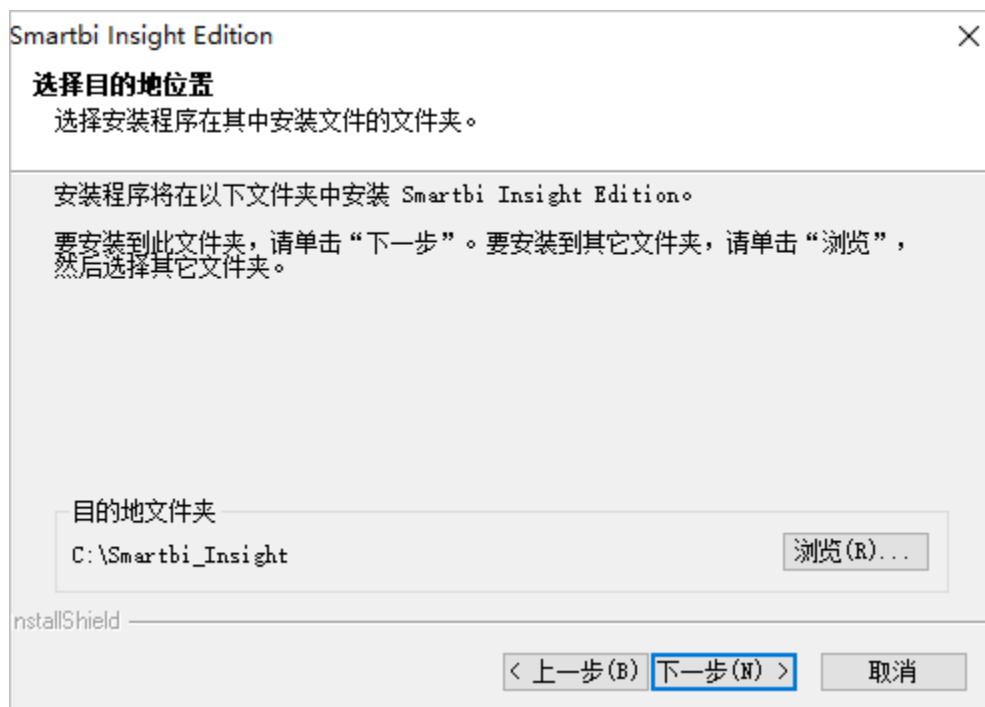 Smartbi Insight Edition
选择目的地位置
选择安装程序在其中安装文件的文件夹。
安装程序将在以下文件夹中安装 Smartbi Insight Edition。
要安装到此文件夹，请单击“下一步”。要安装到其它文件夹，请单击“浏览”，
然后选择其它文件夹。
目的地文件夹
C:\Smartbi_Insight
浏览(R)...
nstallShield
< 上一步(B)
下一步(N) >
取消